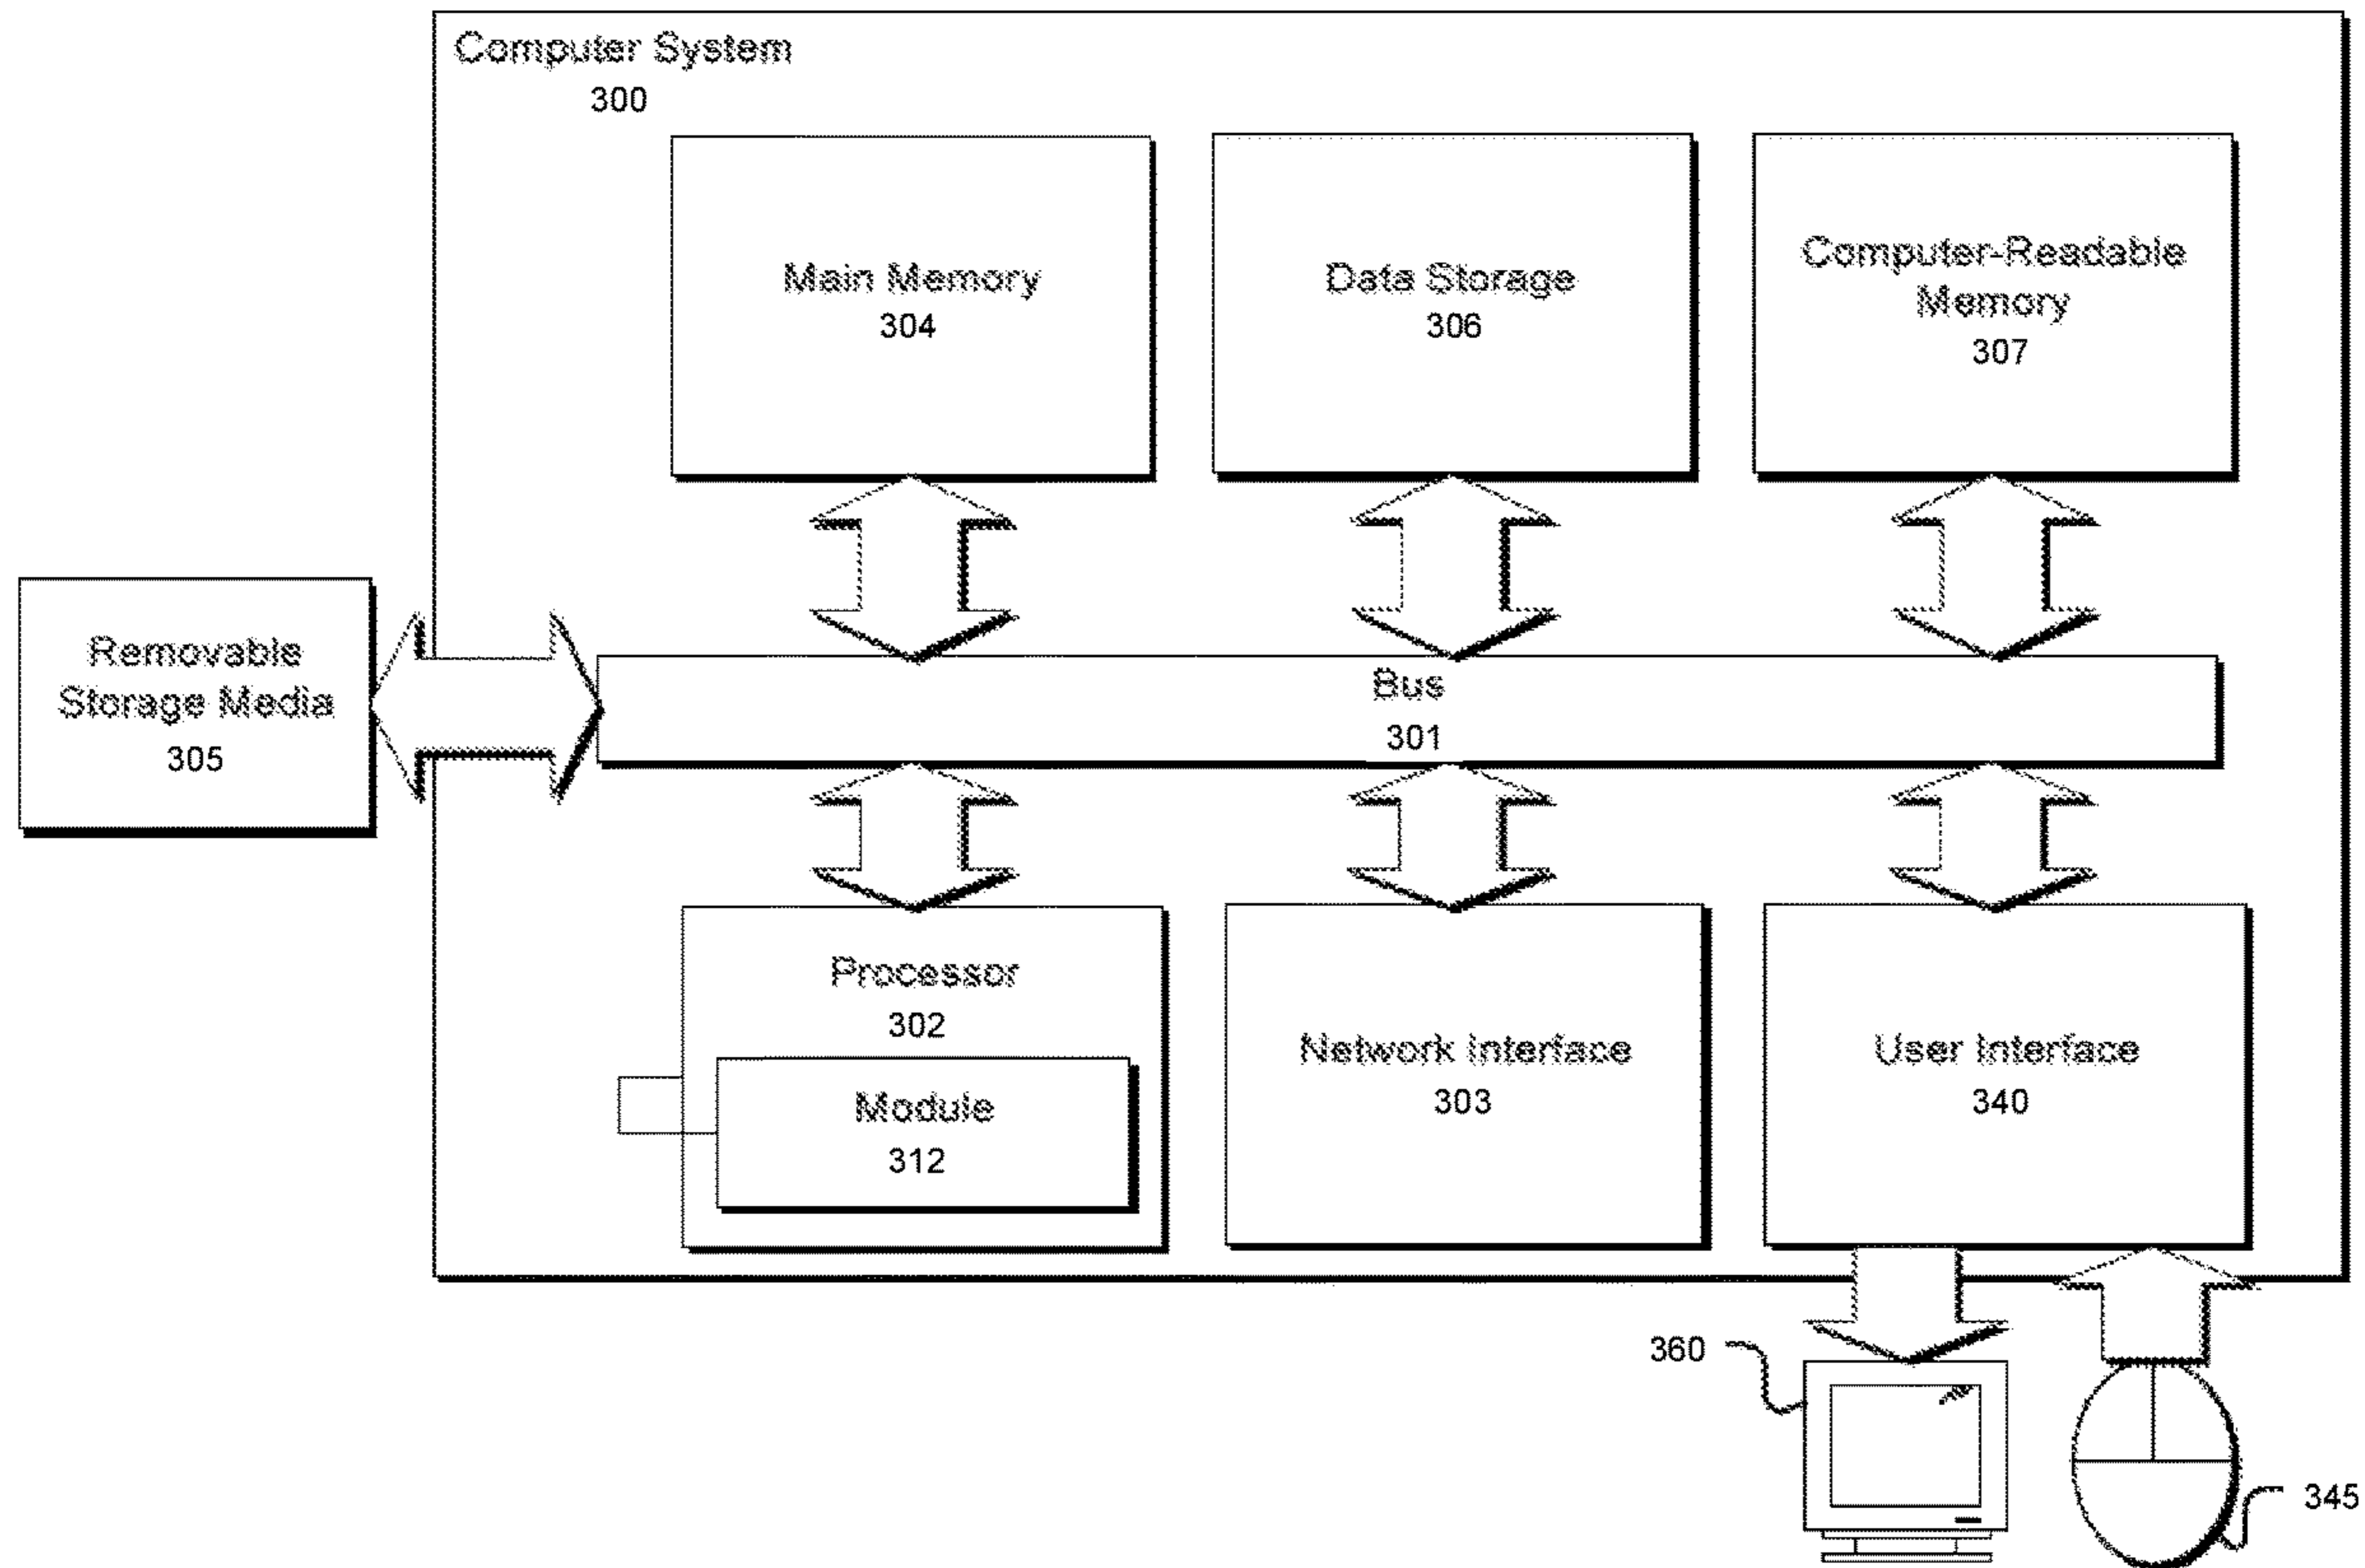 Computer System
300
Main Memory
304
Data Storage
306
Computer-Readable
Memory
307
Removable
Storage Media
305
Bus
301
Processor
302
Module
312
Network Interface
303
User Interface
340
360
345